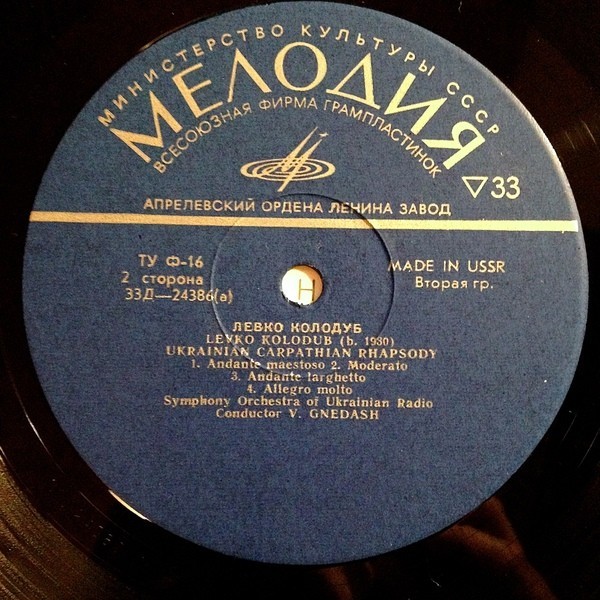 МИНИСТЕРСТВО КУЛЬТУРЫ СССР
МЕЛОДИЯ
ВСЕСОЮЗНАЯ ФИРМА ГРАМПЛАСТИНОК
▽33
АПРЕЛЕВСКИЙ ОРДЕНА ЛЕНИНА ЗАВОД
ТУ Ф-16
2 сторона
33Д—24386(а)
MADE IN USSR
Вторая гр.
Н
ЛЕВКО КОЛОДУБ
LEVKO KOLODUB (b. 1930)
UKRAINIAN CARPATHIAN RHAPSODY
1. Andante maestoso 2. Moderato
3. Andante larghetto
4. Allegro molto
Symphony Orchestra of Ukrainian Radio
Conductor V. GNEDASH